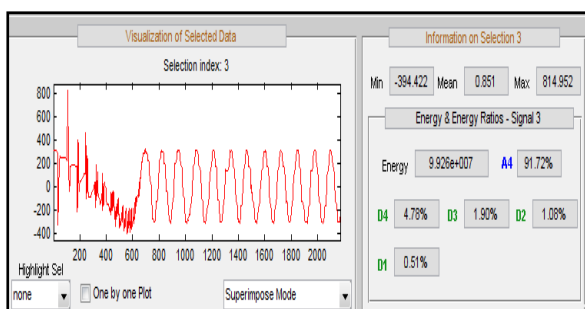 Visualization of Selected Data
Selection index: 3
800
600
400
200
0
-200
-400
200 400 600 800 1000 1200 1400 1600 1800 2000
Highlight Sel
none
One by one Plot
Superimpose Mode
Information on Selection 3
Min -394.422 Mean 0.851 Max 814.952
Energy & Energy Ratios - Signal 3
Energy 9.926e+007 A4 91.72%
D4 4.78% D3 1.90% D2 1.08%
D1 0.51%